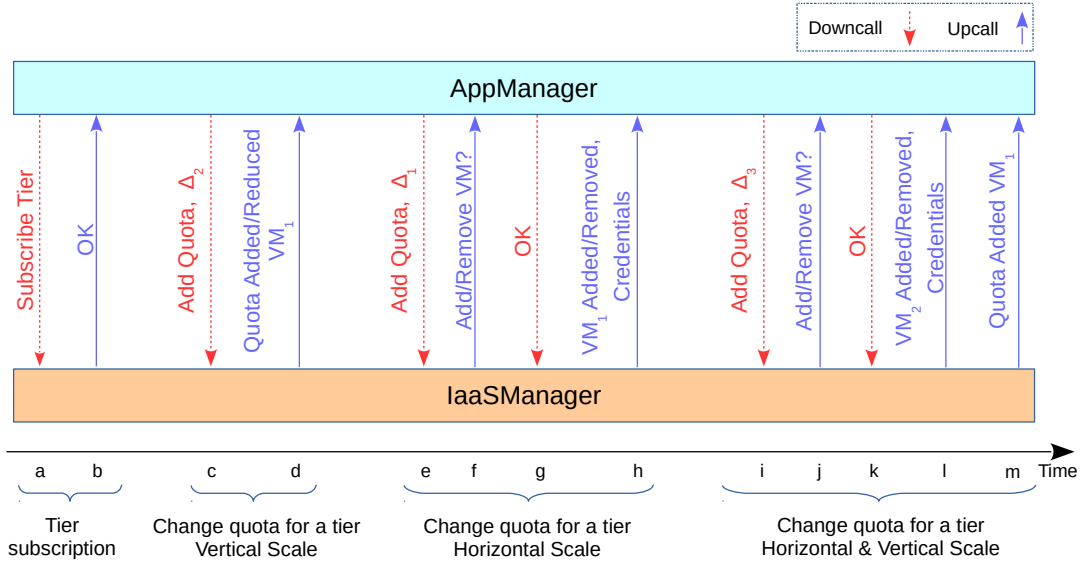 Downcall
Upcall
AppManager
Subscribe Tier
OK
Add Quota, Δ2
Quota Added/Reduced
VM1
Add Quota, Δ1
Add/Remove VM?
OK
VM1 Added/Removed,
Credentials
Add Quota, Δ3
Add/Remove VM?
OK
VM2 Added/Removed,
Credentials
Quota Added VM1
IaaSManager
a
b
c
d
e
f
g
h
i
j
k
l
m
Time
Tier
subscription
Change quota for a tier
Vertical Scale
Change quota for a tier
Horizontal Scale
Change quota for a tier
Horizontal & Vertical Scale